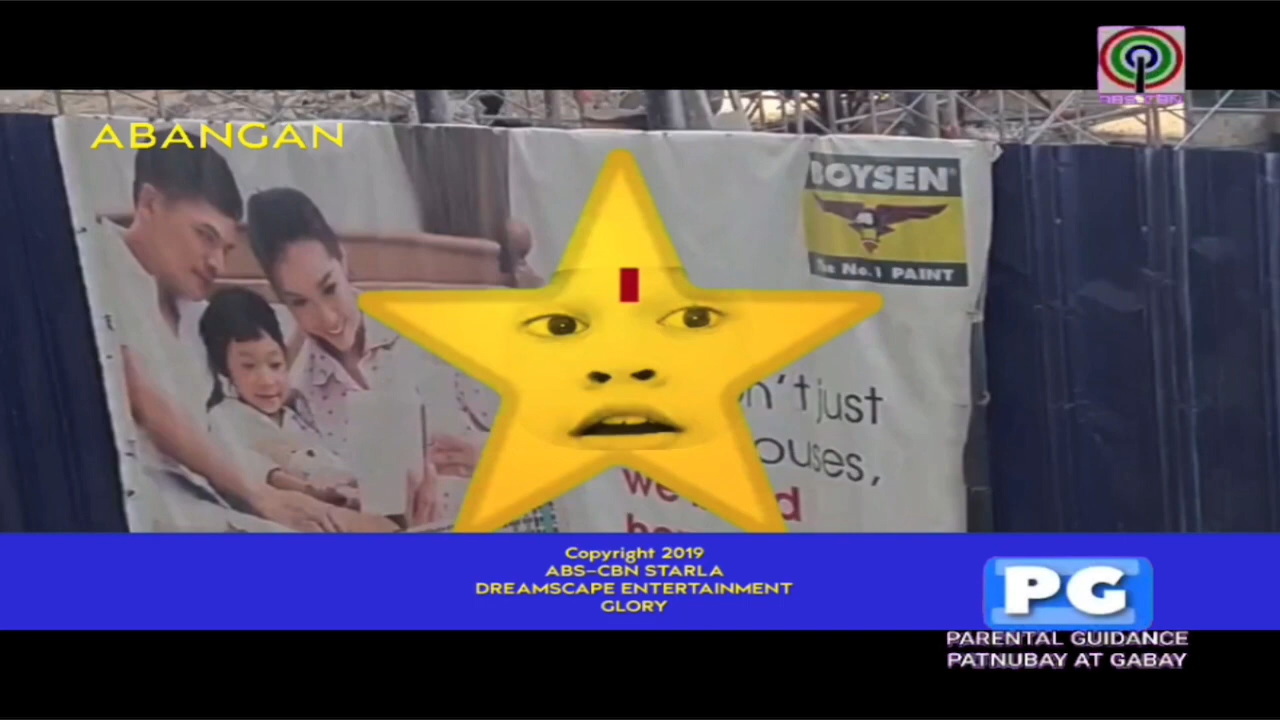 ABANGAN
BOYSEN
The No.1 PAINT
just
we
Copyright 2019
ABS-CBN STARLA
DREAMSCAPE ENTERTAINMENT
GLORY
PG
PARENTAL GUIDANCE
PATNUBAY AT GABAY